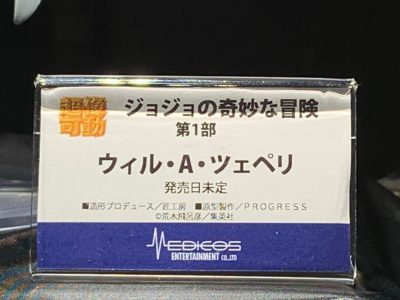 超像可動
ジョジョの奇妙な冒険
第1部
ウィル・A・ツェペリ
発売日未定
■造形プロデュース／匠工房 ■原型製作／PROGRESS
©荒木飛呂彦／集英社
MEDICOS
ENTERTAINMENT CO.,LTD